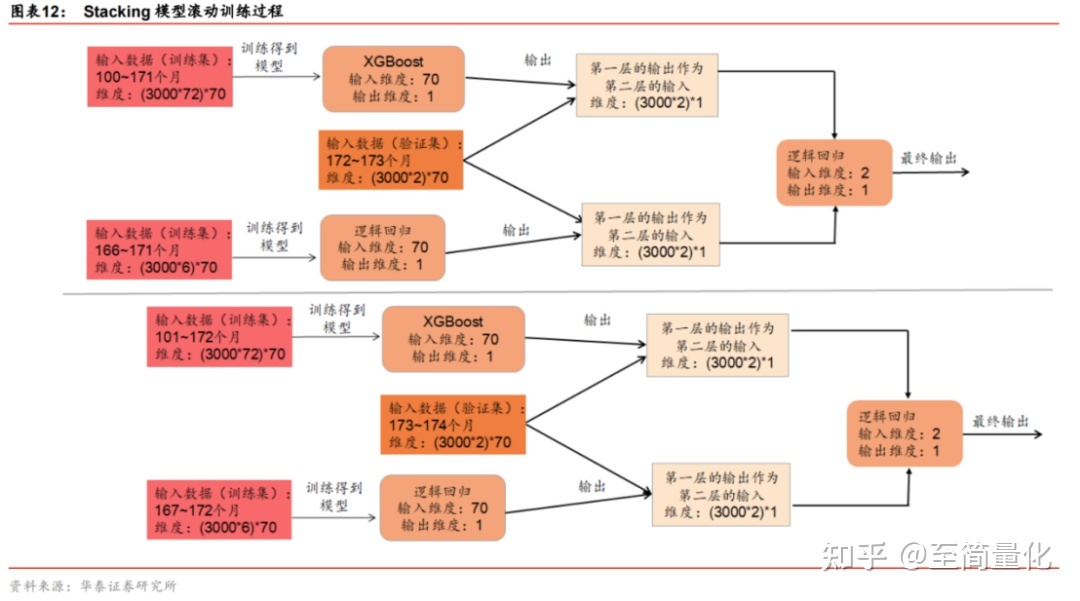 图表12： Stacking 模型滚动训练过程
输入数据（训练集）：
100~171个月
维度：(3000*72)*70
训练得到
模型
XGBoost
输入维度：70
输出维度：1
输出
第一层的输出作为
第二层的输入
维度：(3000*2)*1
输入数据（验证集）：
172~173个月
维度：(3000*2)*70
逻辑回归
输入维度：2
输出维度：1
最终输出
输入数据（训练集）：
166~171个月
维度：(3000*6)*70
训练得到
模型
逻辑回归
输入维度：70
输出维度：1
输出
第一层的输出作为
第二层的输入
维度：(3000*2)*1
输入数据（训练集）：
101~172个月
维度：(3000*72)*70
训练得到
模型
XGBoost
输入维度：70
输出维度：1
输出
第一层的输出作为
第二层的输入
维度：(3000*2)*1
输入数据（验证集）：
173~174个月
维度：(3000*2)*70
逻辑回归
输入维度：2
输出维度：1
最终输出
输入数据（训练集）：
167~172个月
维度：(3000*6)*70
训练得到
模型
逻辑回归
输入维度：70
输出维度：1
输出
第一层的输出作为
第二层的输入
维度：(3000*2)*1
知乎 @至简量化
资料来源：华泰证券研究所